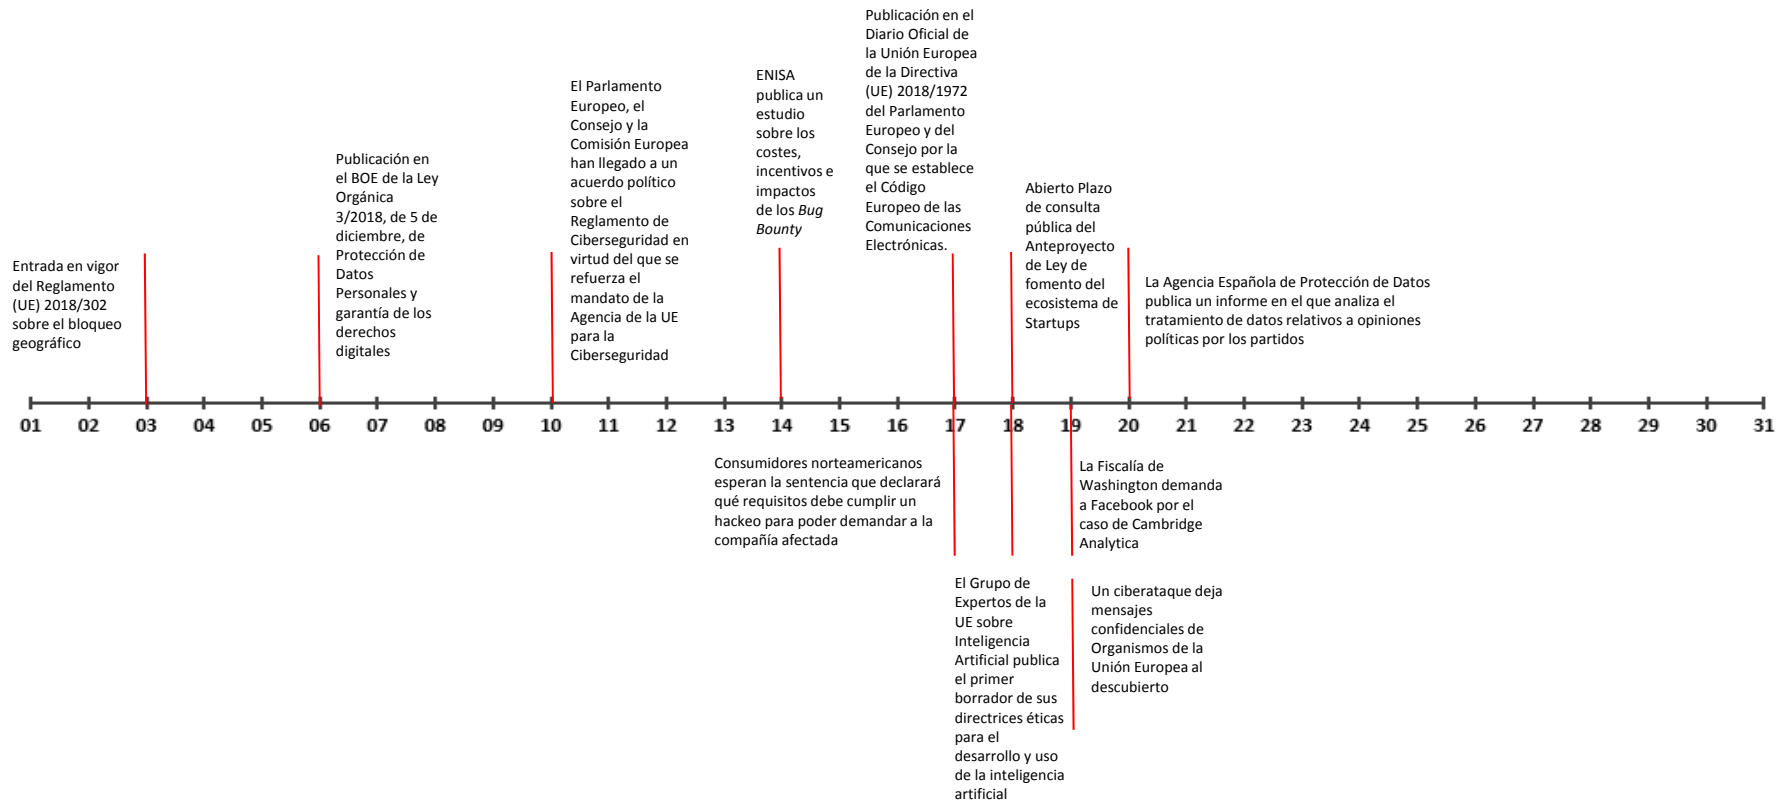 Entrada en vigor
del Reglamento
(UE) 2018/302
sobre el bloqueo
geográfico
Publicación en
el BOE de la Ley
Orgánica
3/2018, de 5 de
diciembre, de
Protección de
Datos
Personales y
garantía de los
derechos
digitales
El Parlamento
Europeo, el
Consejo y la
Comisión Europea
han llegado a un
acuerdo político
sobre el
Reglamento de
Ciberseguridad en
virtud del que se
refuerza el
mandato de la
Agencia de la UE
para la
Ciberseguridad
ENISA
publica un
estudio
sobre los
costes,
incentivos e
impactos
de los Bug
Bounty
Publicación en el
Diario Oficial de
la Unión Europea
de la Directiva
(UE) 2018/1972
del Parlamento
Europeo y del
Consejo por la
que se establece
el Código
Europeo de las
Comunicaciones
Electrónicas.
Abierto Plazo
de consulta
pública del
Anteproyecto
de Ley de
fomento del
ecosistema de
Startups
La Agencia Española de Protección de Datos
publica un informe en el que analiza el
tratamiento de datos relativos a opiniones
políticas por los partidos
01 02 03 04 05 06 07 08 09 10 11 12 13 14 15 16 17 18 19 20 21 22 23 24 25 26 27 28 29 30 31
Consumidores norteamericanos
esperan la sentencia que declarará
qué requisitos debe cumplir un
hackeo para poder demandar a la
compañía afectada
La Fiscalía de
Washington demanda
a Facebook por el
caso de Cambridge
Analytica
El Grupo de
Expertos de la
UE sobre
Inteligencia
Artificial publica
el primer
borrador de sus
directrices éticas
para el
desarrollo y uso
de la inteligencia
artificial
Un ciberataque deja
mensajes
confidenciales de
Organismos de la
Unión Europea al
descubierto